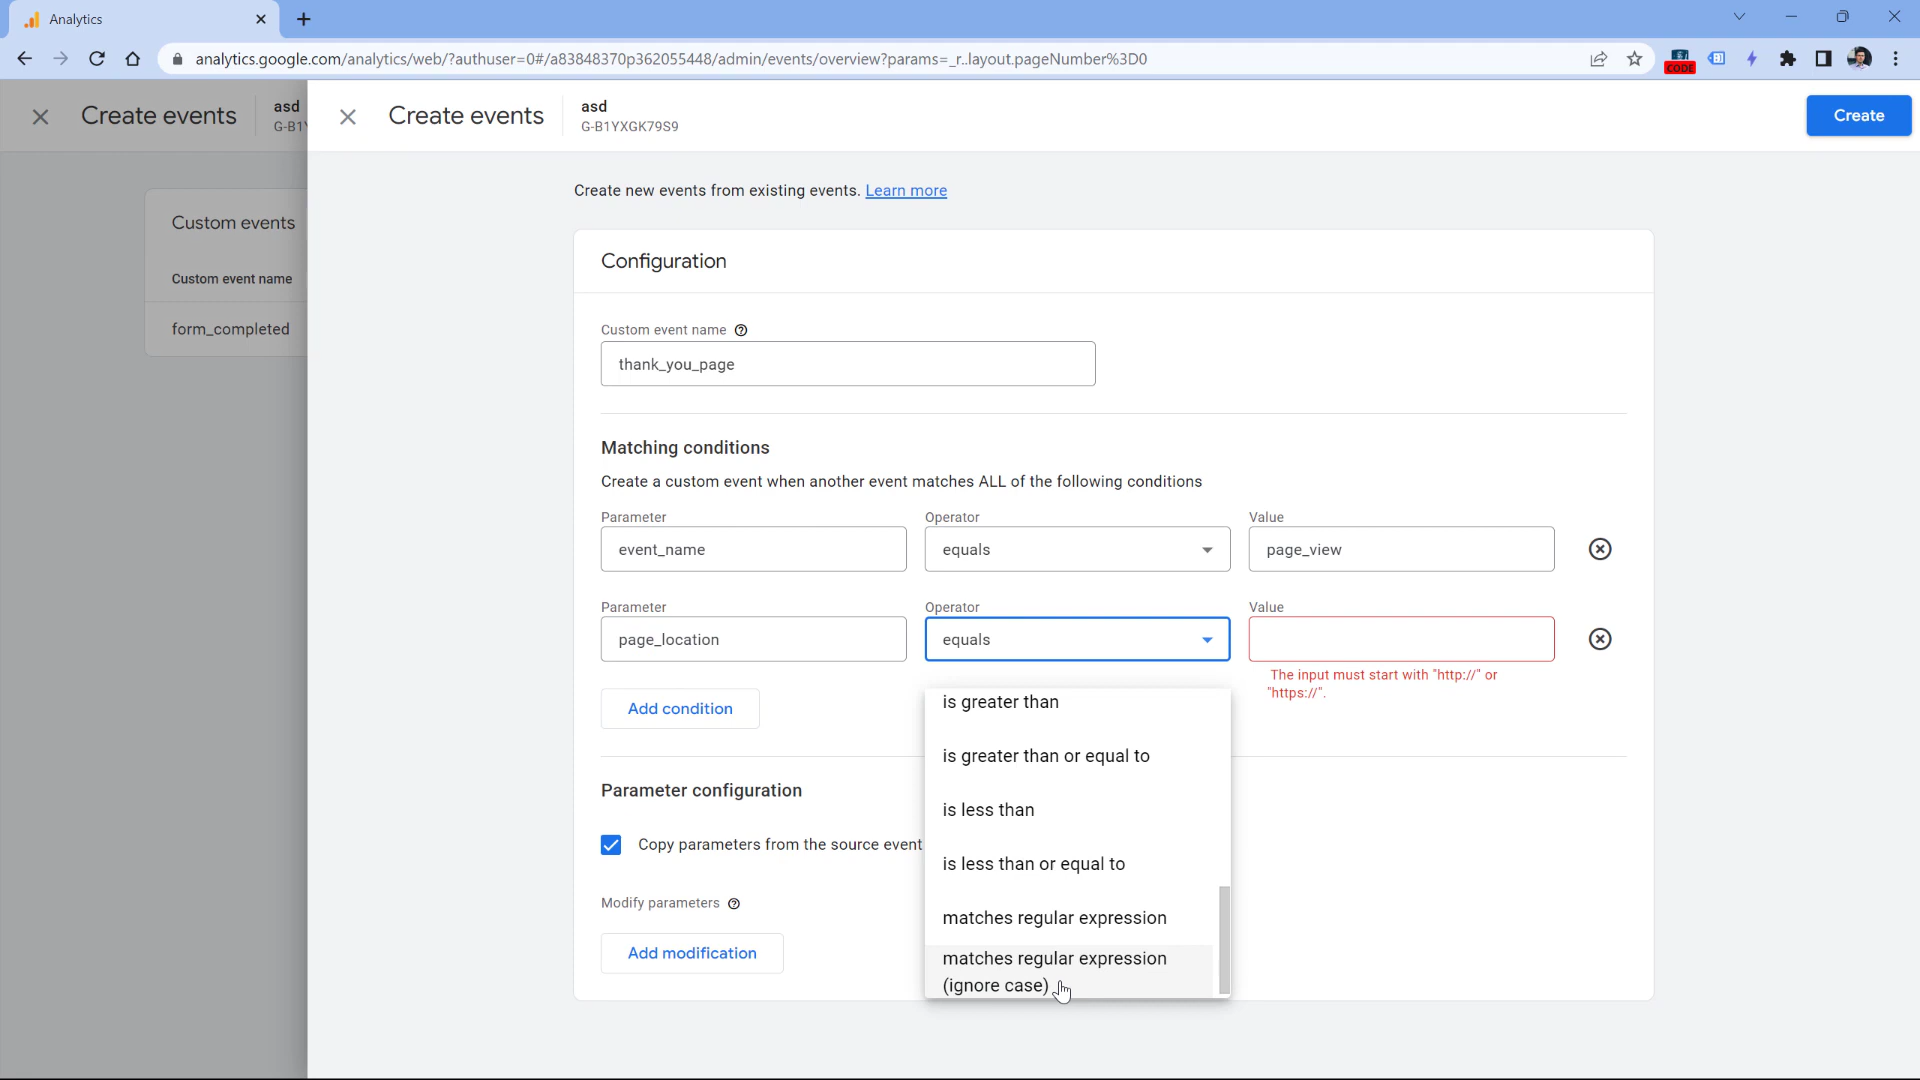 Analytics
analytics.google.com/analytics/web/?authuser=0#/a83848370p362055448/admin/events/overview?params=_r..layout.pageNumber%3D0
CODE
Create events
asd
G-B1Y
Create events
asd
G-B1YXGK79S9
Create
Create new events from existing events. Learn more
Custom events
Custom event name
form_completed
Configuration
Custom event name
thank_you_page
Matching conditions
Create a custom event when another event matches ALL of the following conditions
Parameter
Operator
Value
event_name
equals
page_view
Parameter
Operator
Value
page_location
equals
The input must start with "http://" or
"https://".
Add condition
is greater than
is greater than or equal to
is less than
is less than or equal to
matches regular expression
matches regular expression
(ignore case)
Parameter configuration
Copy parameters from the source event
Modify parameters
Add modification